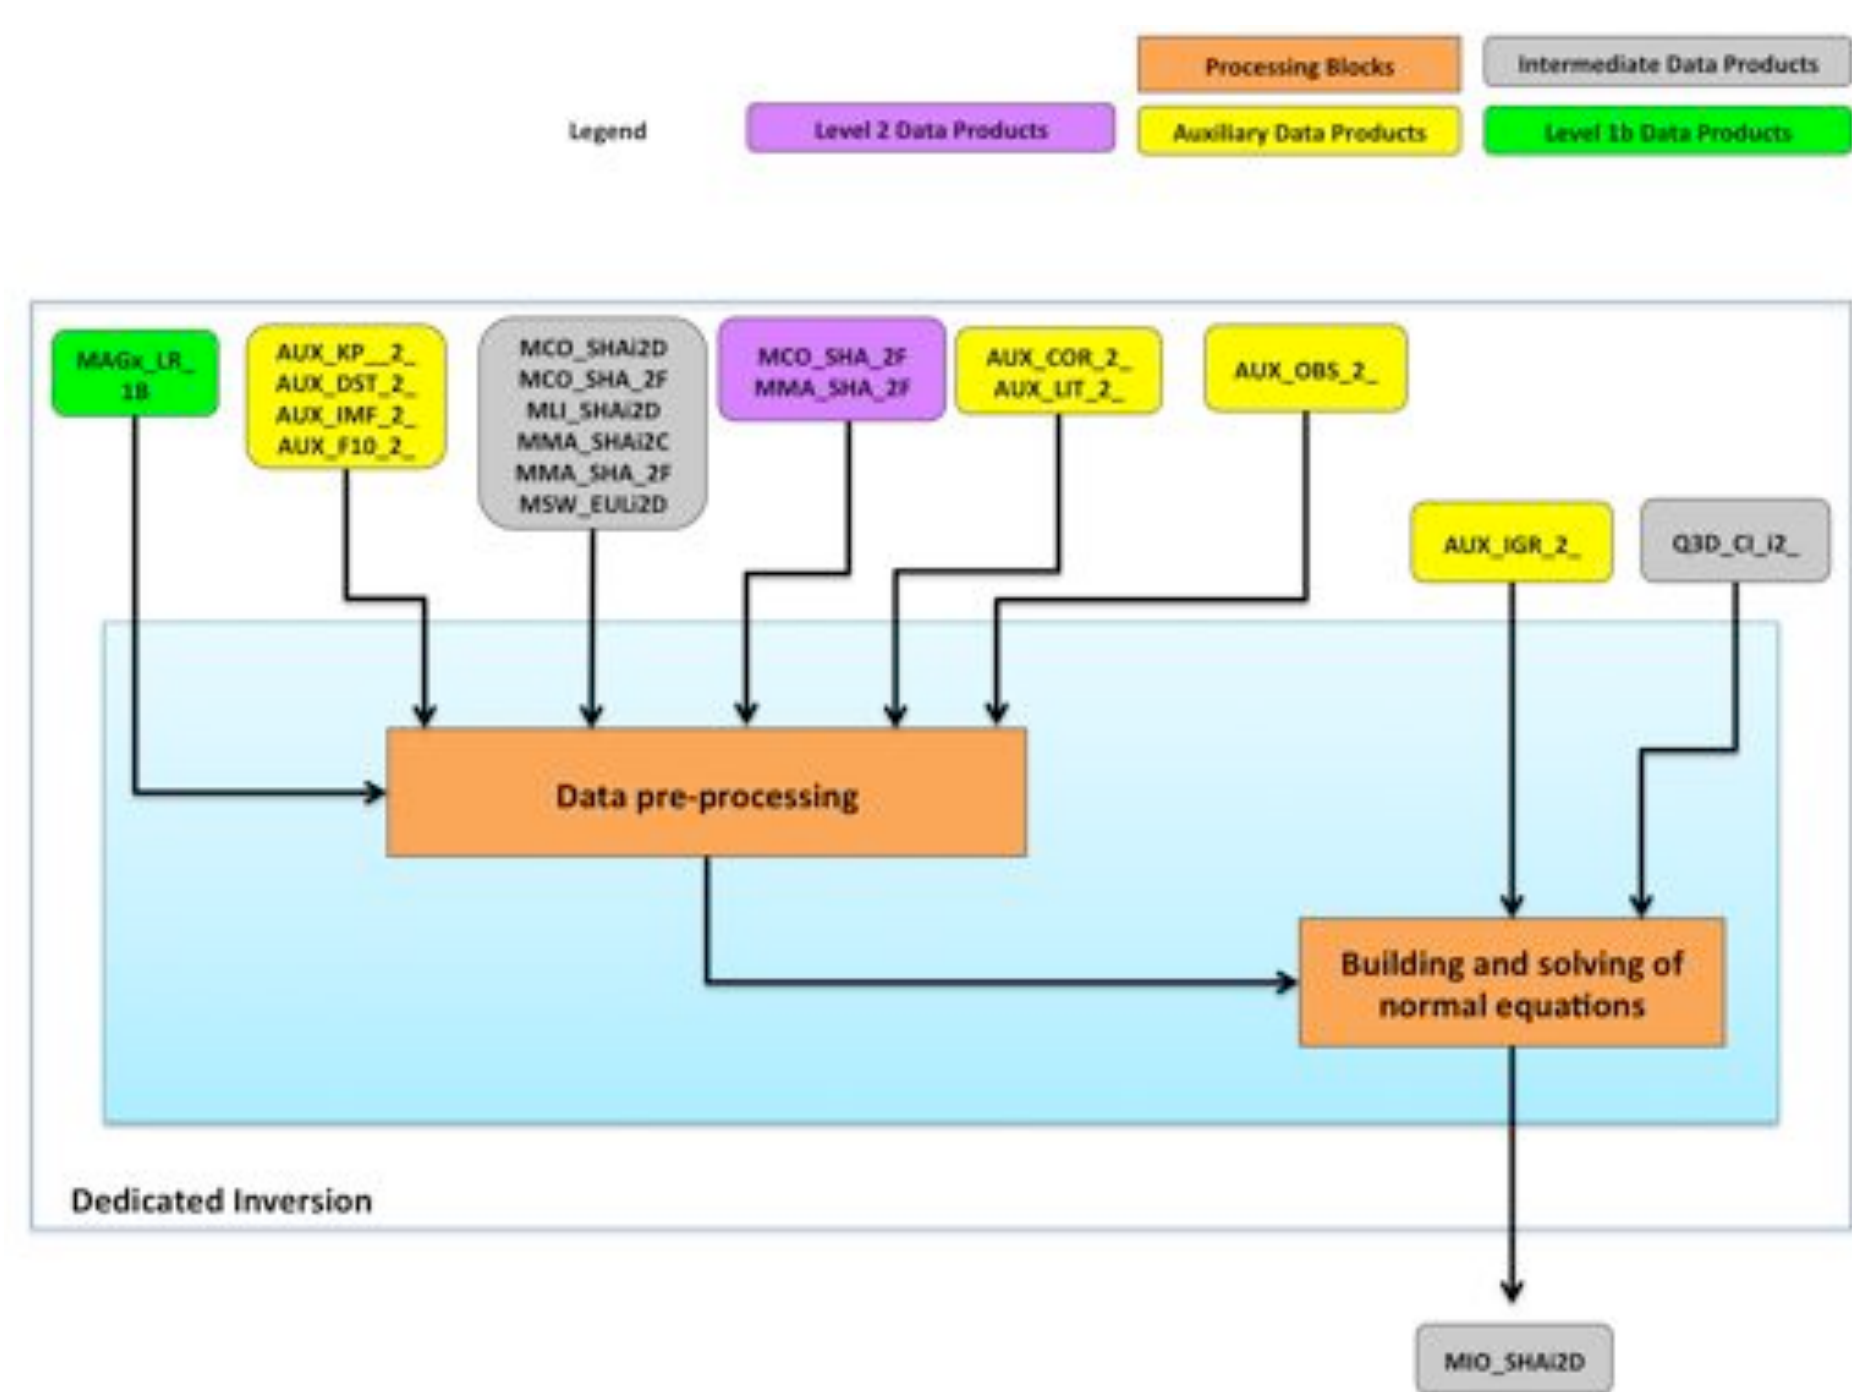 Processing Blocks
Intermediate Data Products
Legend
Level 2 Data Products
Auxiliary Data Products
Level 1b Data Products
MAGx_LR_
1B
AUX_KP__2_
AUX_DST_2_
AUX_IMF_2_
AUX_F10_2_
MCO_SHAi2D
MCO_SHA_2F
MLI_SHAi2D
MMA_SHAi2C
MMA_SHA_2F
MSW_EULi2D
MCO_SHA_2F
MMA_SHA_2F
AUX_COR_2_
AUX_LIT_2_
AUX_OBS_2_
AUX_IGR_2_
Q3D_CI_i2_
Data pre-processing
Building and solving of
normal equations
Dedicated Inversion
MIO_SHAi2D